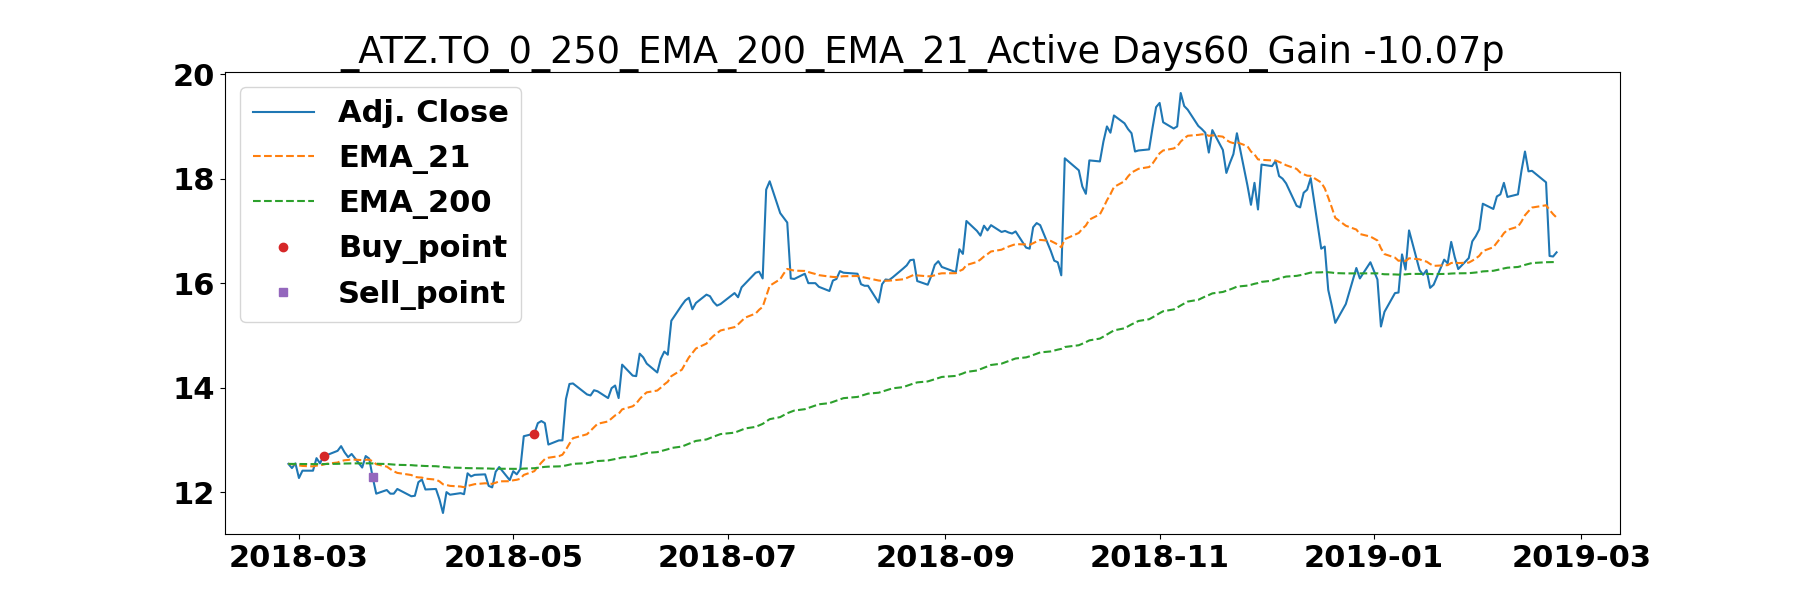 _ATZ.TO_0_250_EMA_200_EMA_21_Active Days60_Gain -10.07p
20
18
16
14
12
Adj. Close
EMA_21
EMA_200
Buy_point
Sell_point
2018-03 2018-05 2018-07 2018-09 2018-11 2019-01 2019-03